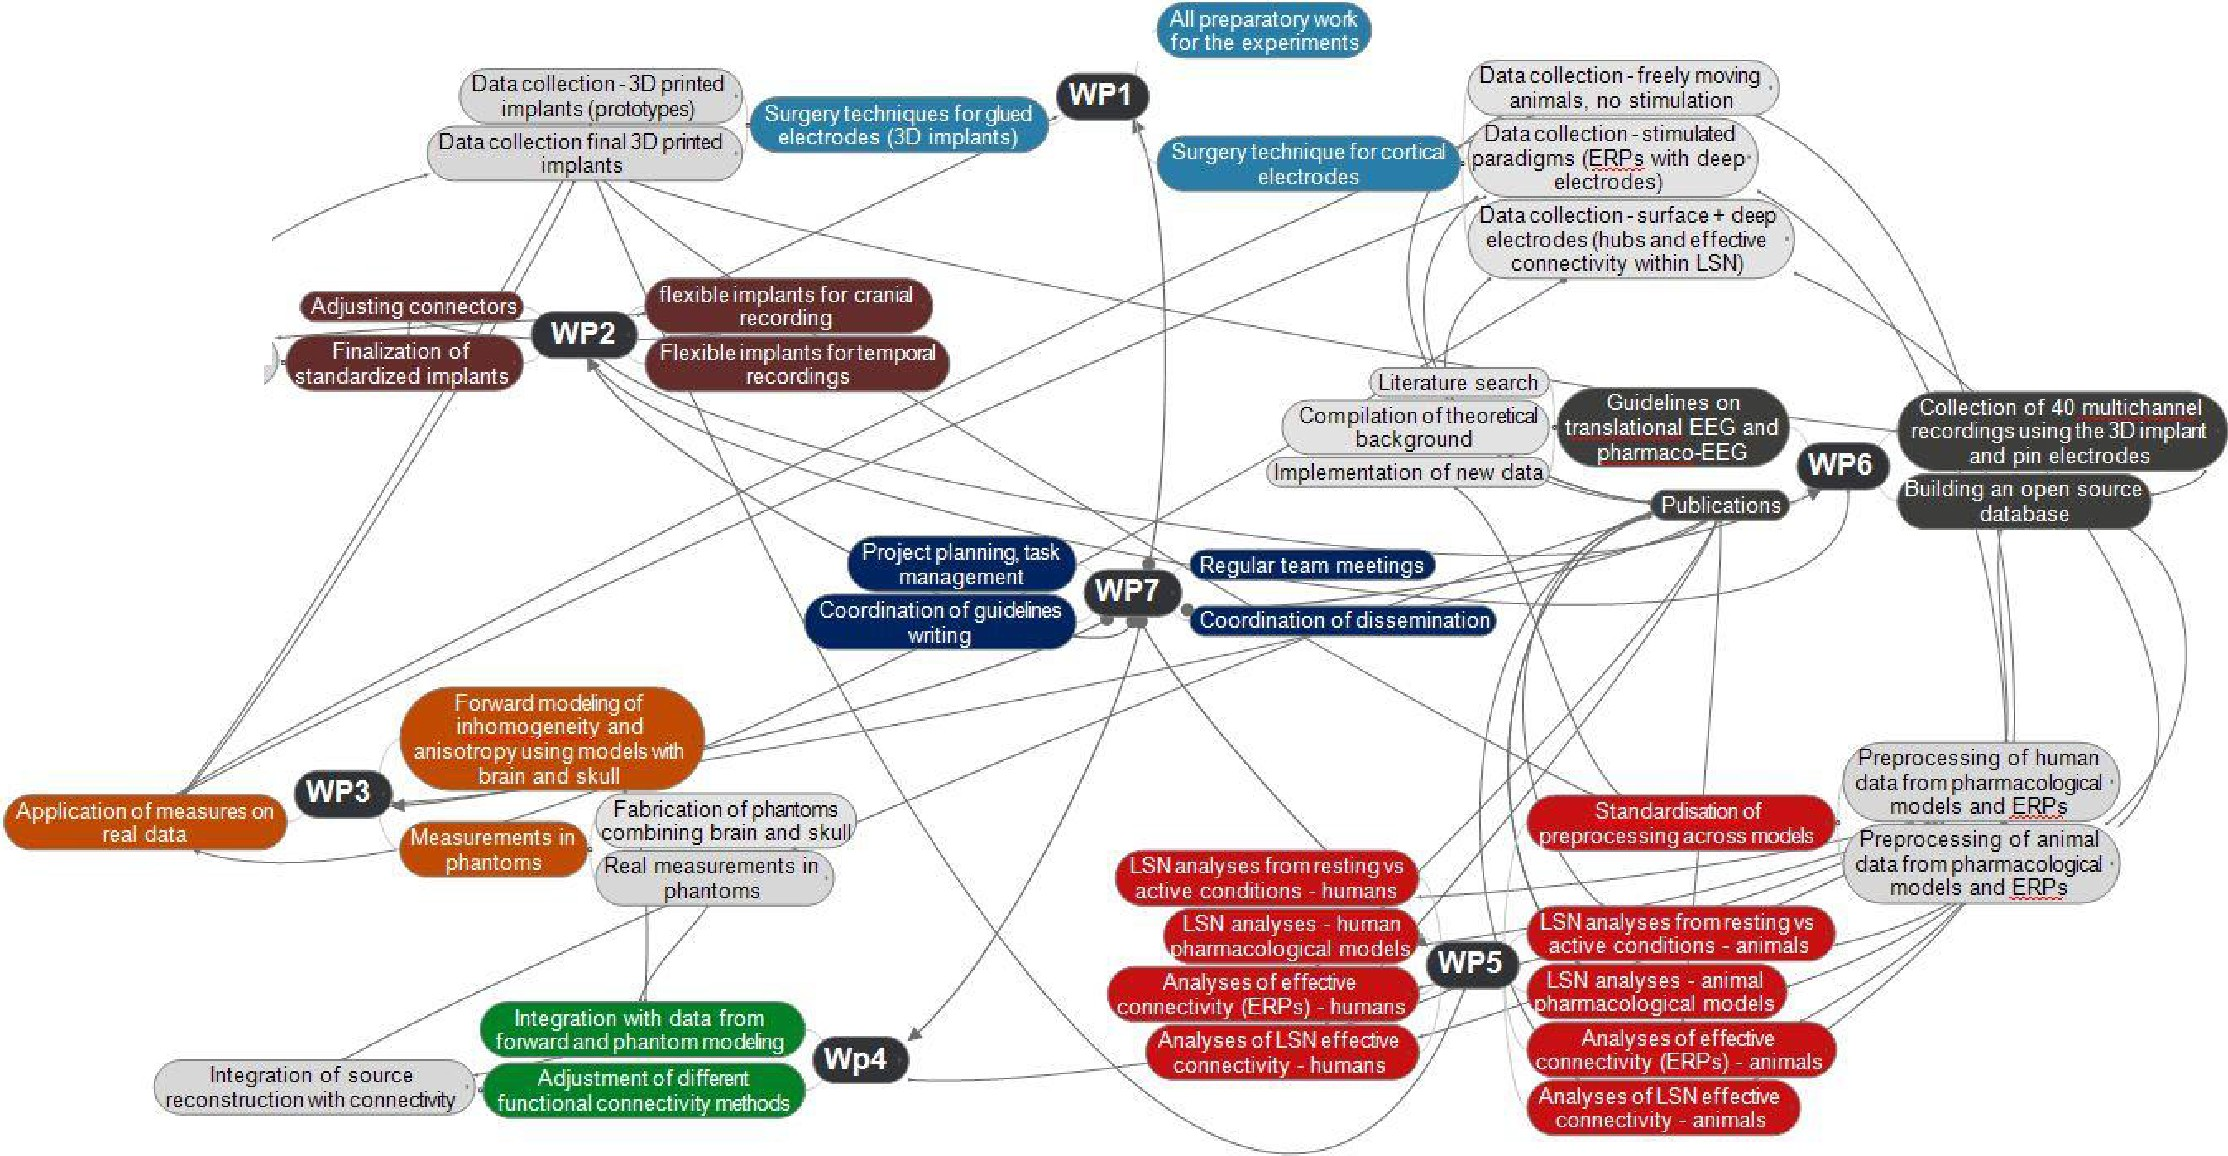 All preparatory work
for the experiments
WP1
Data collection - 3D printed
implants (prototypes)
Data collection final 3D printed
implants
Surgery techniques for glued
electrodes (3D implants)
Surgery technique for cortical
electrodes
Data collection - freely moving
animals, no stimulation
Data collection - stimulated
paradigms (ERPs with deep
electrodes)
Data collection - surface + deep
electrodes (hubs and effective
connectivity within LSN)
Adjusting connectors
Finalization of
standardized implants
WP2
flexible implants for cranial
recording
Flexible implants for temporal
recordings
Literature search
Compilation of theoretical
background
Implementation of new data
Guidelines on
translational EEG and
pharmaco-EEG
Publications
WP6
Collection of 40 multichannel
recordings using the 3D implant
and pin electrodes
Building an open source
database
Project planning, task
management
Coordination of guidelines
writing
WP7
Regular team meetings
Coordination of dissemination
Forward modeling of
inhomogeneity and
anisotropy using models with
brain and skull
WP3
Application of measures on
real data
Measurements in
phantoms
Fabrication of phantoms
combining brain and skull
Real measurements in
phantoms
Integration with data from
forward and phantom modeling
Adjustment of different
functional connectivity methods
Wp4
Integration of source
reconstruction with connectivity
Preprocessing of human
data from pharmacological
models and ERPs
Preprocessing of animal
data from pharmacological
models and ERPs
Standardisation of
preprocessing across models
LSN analyses from resting vs
active conditions - humans
LSN analyses - human
pharmacological models
Analyses of effective
connectivity (ERPs) - humans
Analyses of LSN effective
connectivity - humans
WP5
LSN analyses from resting vs
active conditions - animals
LSN analyses - animal
pharmacological models
Analyses of effective
connectivity (ERPs) - animals
Analyses of LSN effective
connectivity - animals